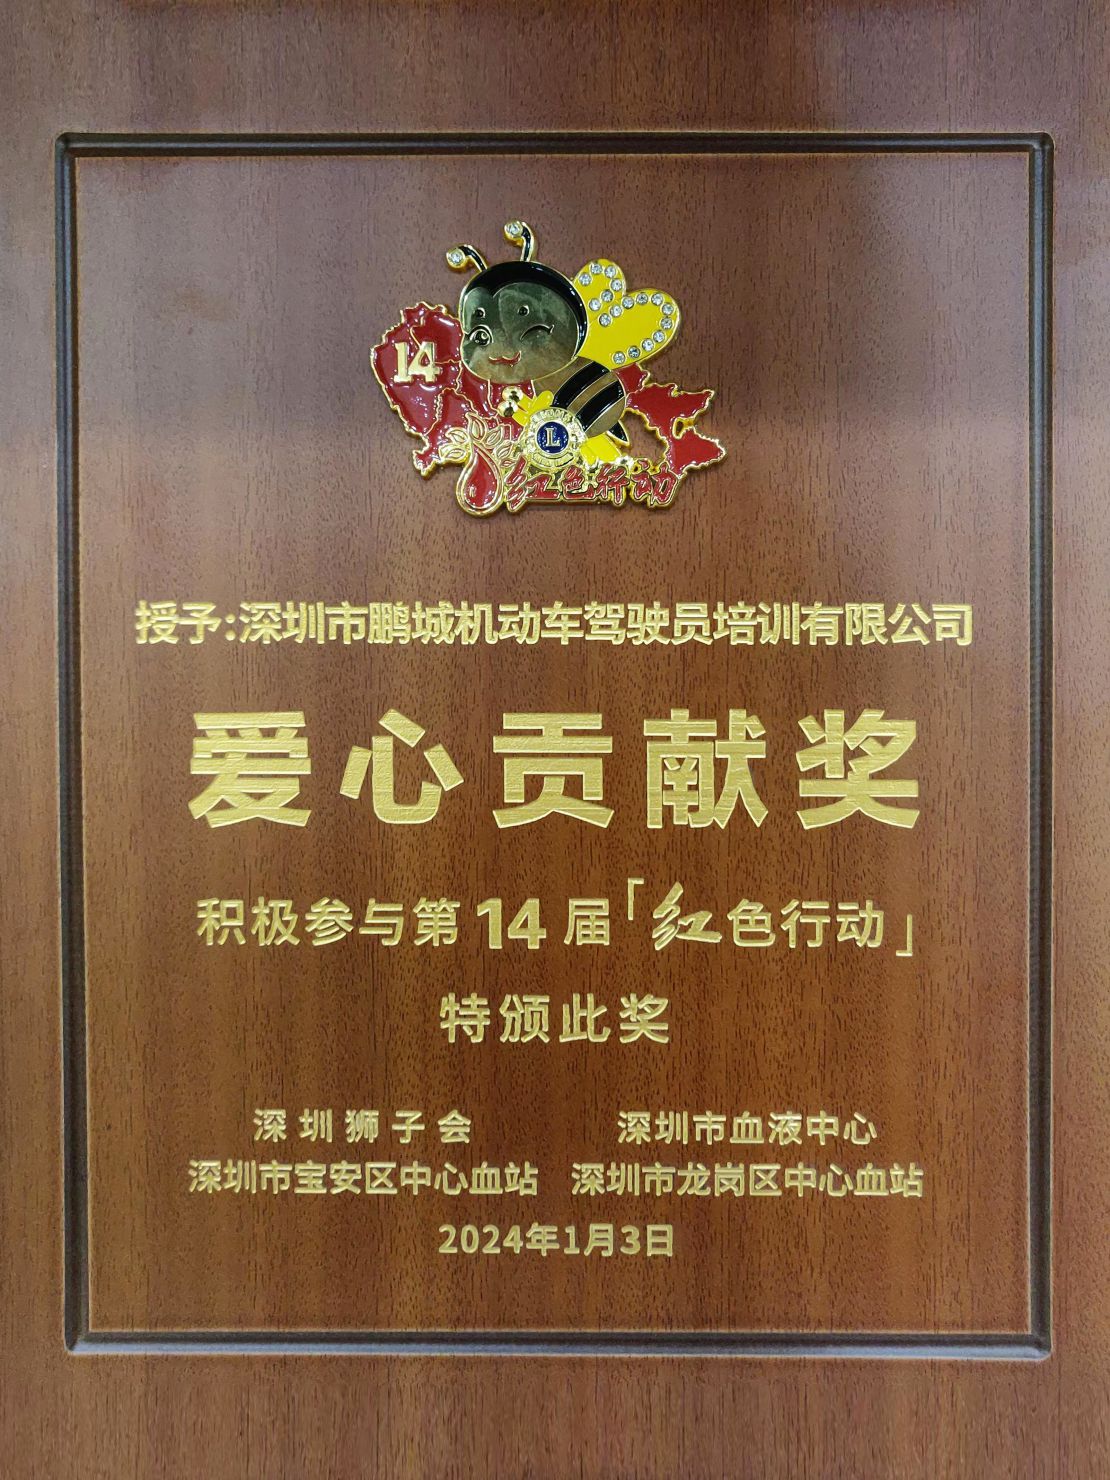 14
L
红色行动
授予:深圳市鹏城机动车驾驶员培训有限公司
爱心贡献奖
积极参与第14届「红色行动」
特颁此奖
深圳狮子会 深圳市血液中心
深圳市宝安区中心血站 深圳市龙岗区中心血站
2024年1月3日